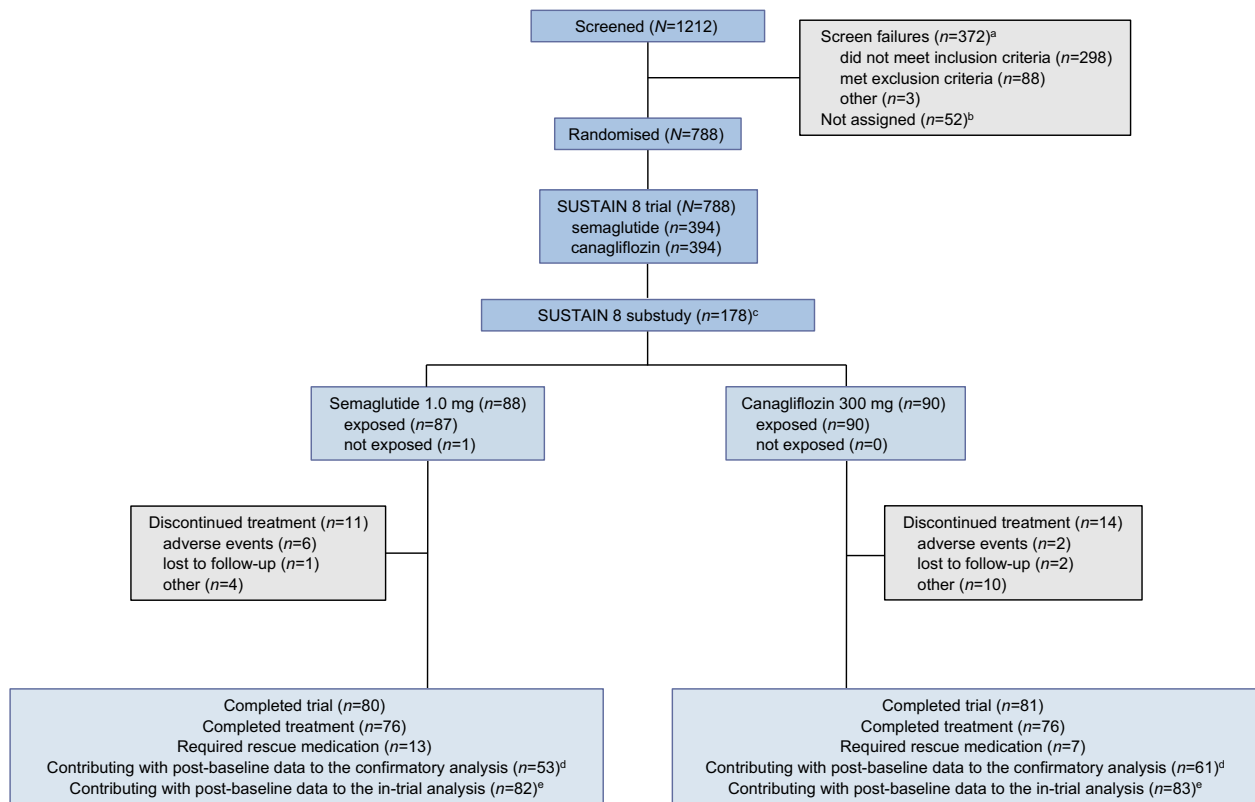 Screened (N=1212)
Screen failures (n=372)a
did not meet inclusion criteria (n=298)
met exclusion criteria (n=88)
other (n=3)
Not assigned (n=52)b
Randomised (N=788)
SUSTAIN 8 trial (N=788)
semaglutide (n=394)
canagliflozin (n=394)
SUSTAIN 8 substudy (n=178)c
Semaglutide 1.0 mg (n=88)
exposed (n=87)
not exposed (n=1)
Canagliflozin 300 mg (n=90)
exposed (n=90)
not exposed (n=0)
Discontinued treatment (n=11)
adverse events (n=6)
lost to follow-up (n=1)
other (n=4)
Discontinued treatment (n=14)
adverse events (n=2)
lost to follow-up (n=2)
other (n=10)
Completed trial (n=80)
Completed treatment (n=76)
Required rescue medication (n=13)
Contributing with post-baseline data to the confirmatory analysis (n=53)d
Contributing with post-baseline data to the in-trial analysis (n=82)e
Completed trial (n=81)
Completed treatment (n=76)
Required rescue medication (n=7)
Contributing with post-baseline data to the confirmatory analysis (n=61)d
Contributing with post-baseline data to the in-trial analysis (n=83)e